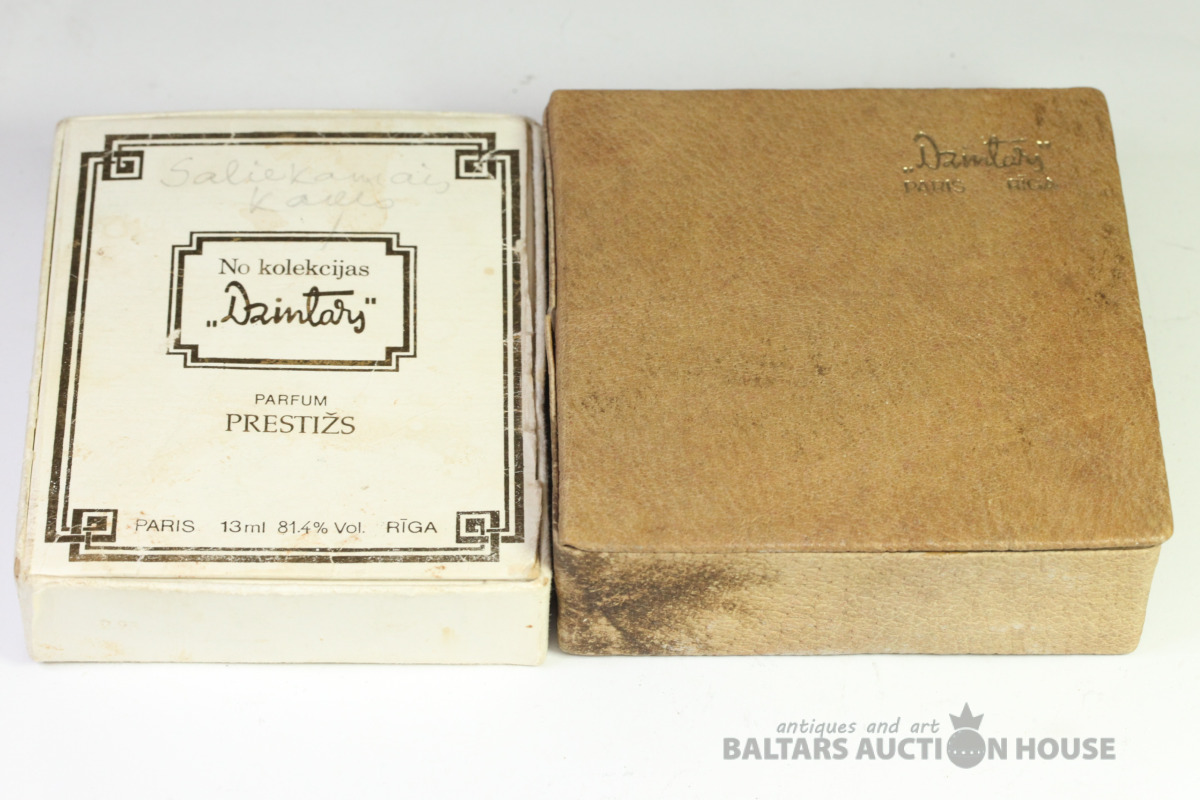 Saliekamais
No kolekcijas
„Dzintars"
PARFUM
PRESTIŽS
PARIS 13ml 81.4% Vol. RĪGA
„Dzintars"
PARIS RĪGA
antiques and art
BALTARS AUCTION HOUSE